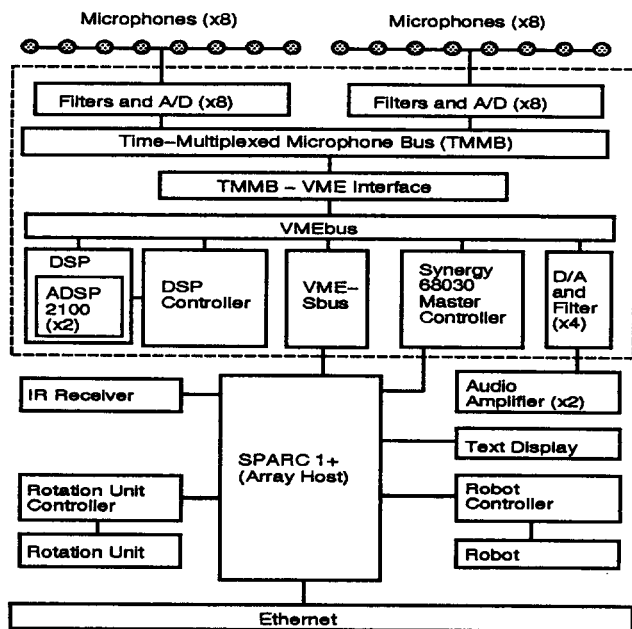 Microphones (x8)
Microphones (x8)
Filters and A/D (x8)
Filters and A/D (x8)
Time-Multiplexed Microphone Bus (TMMB)
TMMB - VME Interface
VMEbus
DSP
ADSP
2100
(x2)
DSP
Controller
VME-
Sbus
Synergy
68030
Master
Controller
D/A
and
Filter
(x4)
IR Receiver
Audio
Amplifier (x2)
SPARC 1+
(Array Host)
Text Display
Rotation Unit
Controller
Robot
Controller
Rotation Unit
Robot
Ethernet